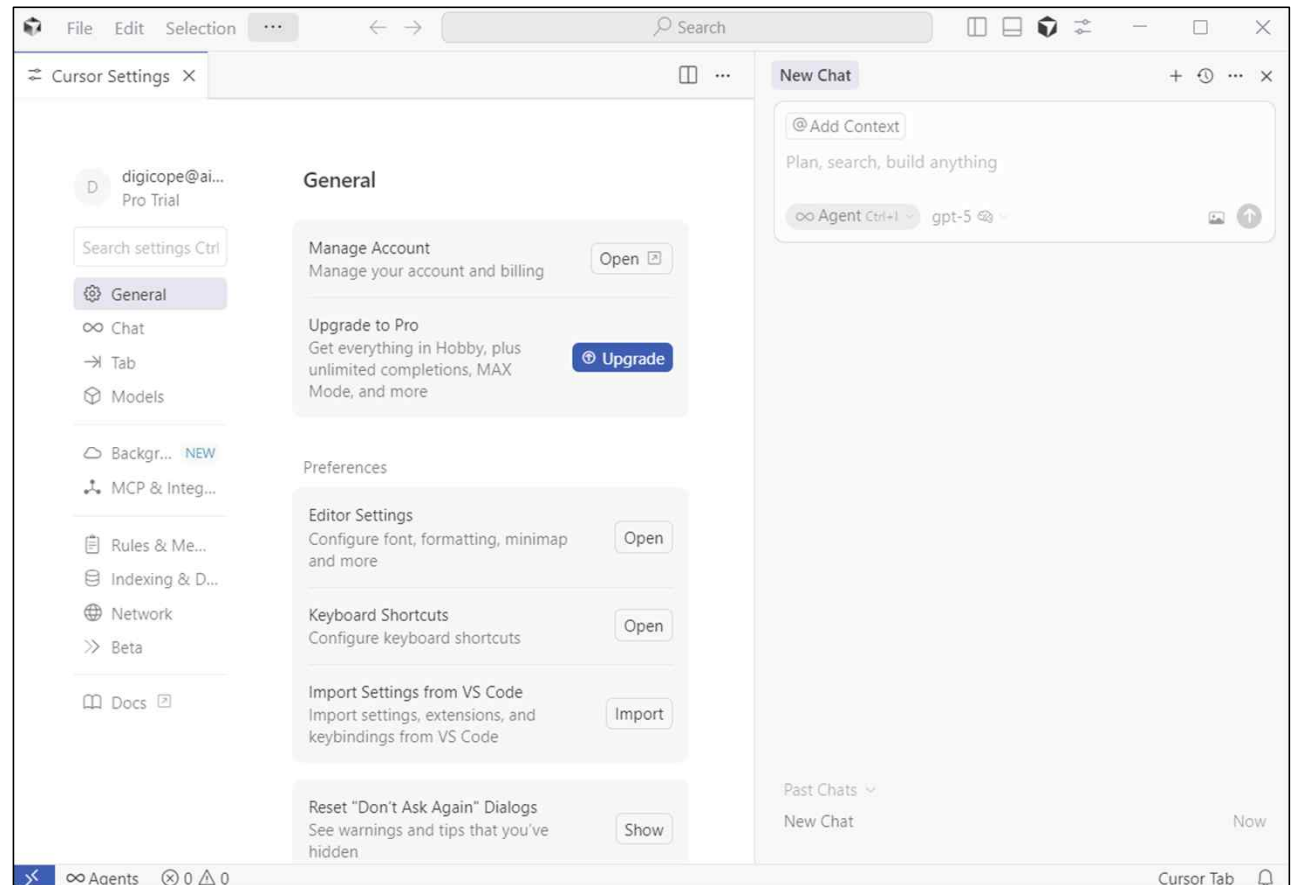 File Edit Selection ··· Search
Cursor Settings
digicope@ai...
Pro Trial
Search settings Ctrl
General
Chat
Tab
Models
Backgr... NEW
MCP & Integ...
Rules & Me...
Indexing & D...
Network
Beta
Docs
General
Manage Account
Manage your account and billing
Open
Upgrade to Pro
Get everything in Hobby, plus
unlimited completions, MAX
Mode, and more
Upgrade
Preferences
Editor Settings
Configure font, formatting, minimap
and more
Open
Keyboard Shortcuts
Configure keyboard shortcuts
Open
Import Settings from VS Code
Import settings, extensions, and
keybindings from VS Code
Import
Reset "Don't Ask Again" Dialogs
See warnings and tips that you've
hidden
Show
New Chat
@ Add Context
Plan, search, build anything
Agent Ctrl+I gpt-5
Past Chats
New Chat Now
Agents 0 0 Cursor Tab